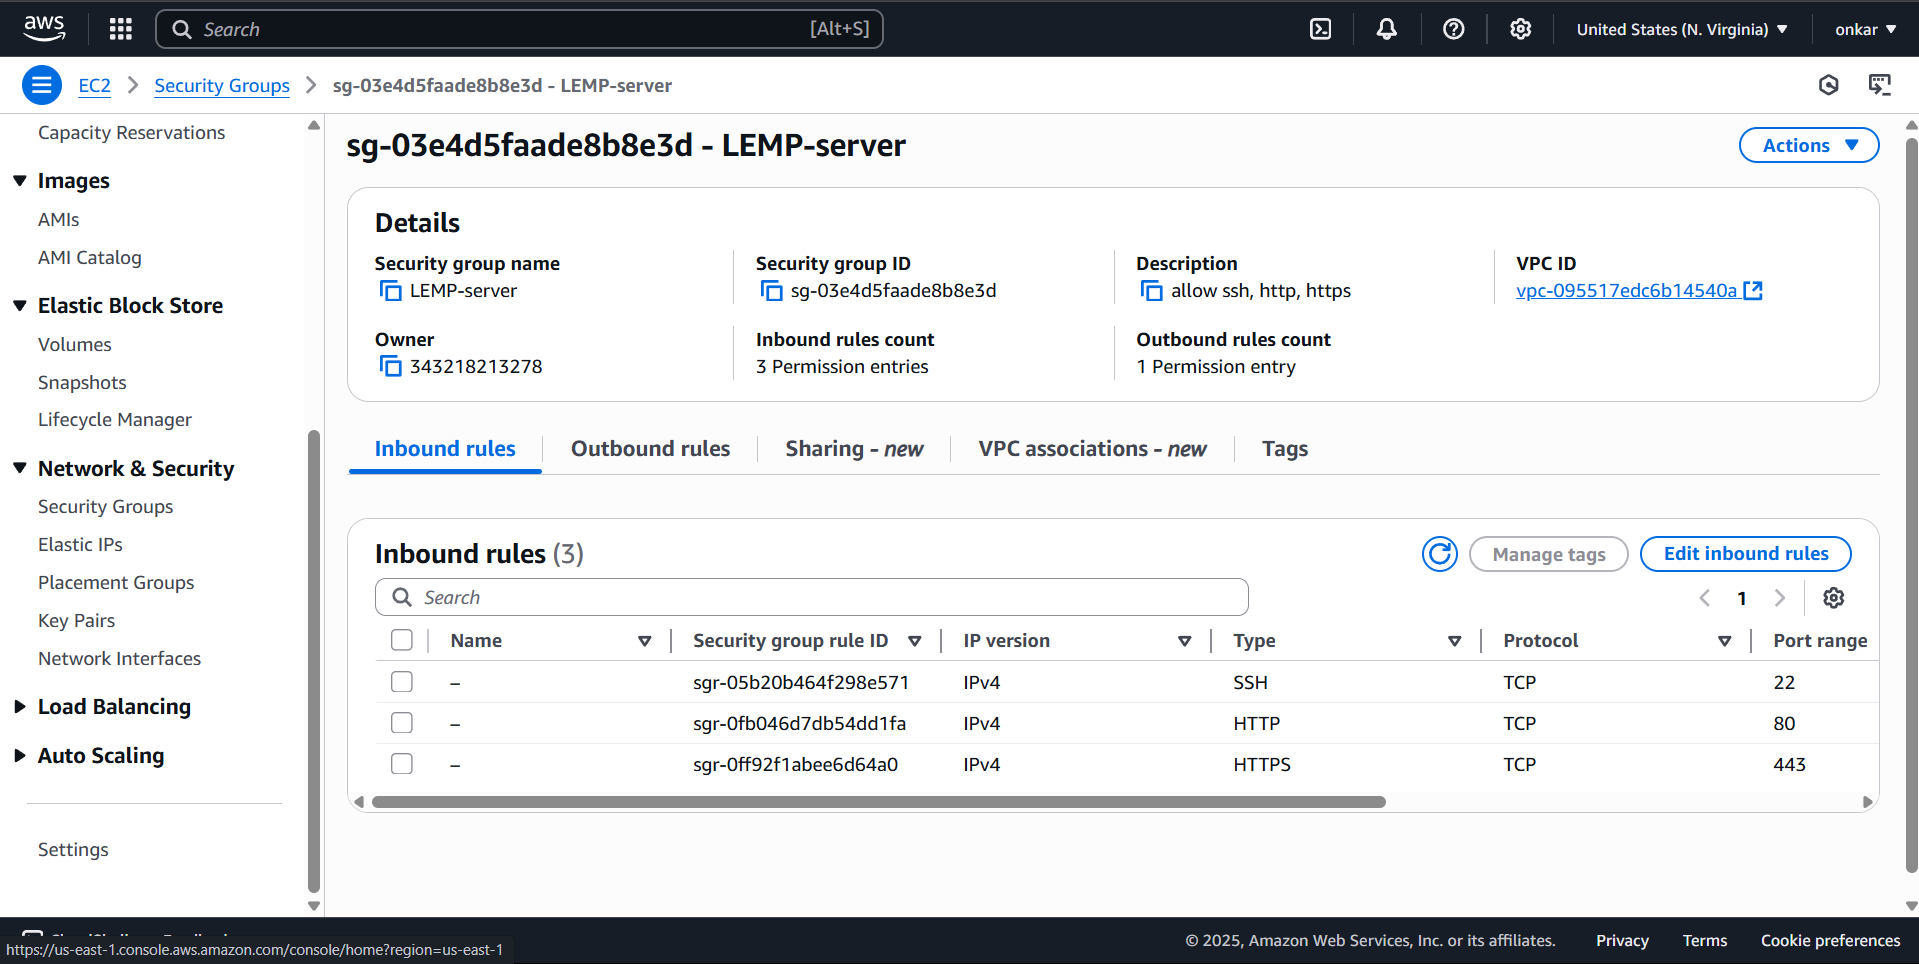 aws
Search [Alt+S]
United States (N. Virginia)
onkar
EC2 > Security Groups > sg-03e4d5faade8b8e3d - LEMP-server
Capacity Reservations
Images
AMIs
AMI Catalog
Elastic Block Store
Volumes
Snapshots
Lifecycle Manager
Network & Security
Security Groups
Elastic IPs
Placement Groups
Key Pairs
Network Interfaces
Load Balancing
Auto Scaling
Settings
sg-03e4d5faade8b8e3d - LEMP-server
Actions
Details
Security group name
LEMP-server
Security group ID
sg-03e4d5faade8b8e3d
Description
allow ssh, http, https
VPC ID
vpc-095517edc6b14540a
Owner
343218213278
Inbound rules count
3 Permission entries
Outbound rules count
1 Permission entry
Inbound rules
Outbound rules
Sharing - new
VPC associations - new
Tags
Inbound rules (3)
Manage tags
Edit inbound rules
Search
1
Name Security group rule ID IP version Type Protocol Port range
– sgr-05b20b464f298e571 IPv4 SSH TCP 22
– sgr-0fb046d7db54dd1fa IPv4 HTTP TCP 80
– sgr-0ff92f1abee6d64a0 IPv4 HTTPS TCP 443
https://us-east-1.console.aws.amazon.com/console/home?region=us-east-1
© 2025, Amazon Web Services, Inc. or its affiliates.
Privacy
Terms
Cookie preferences